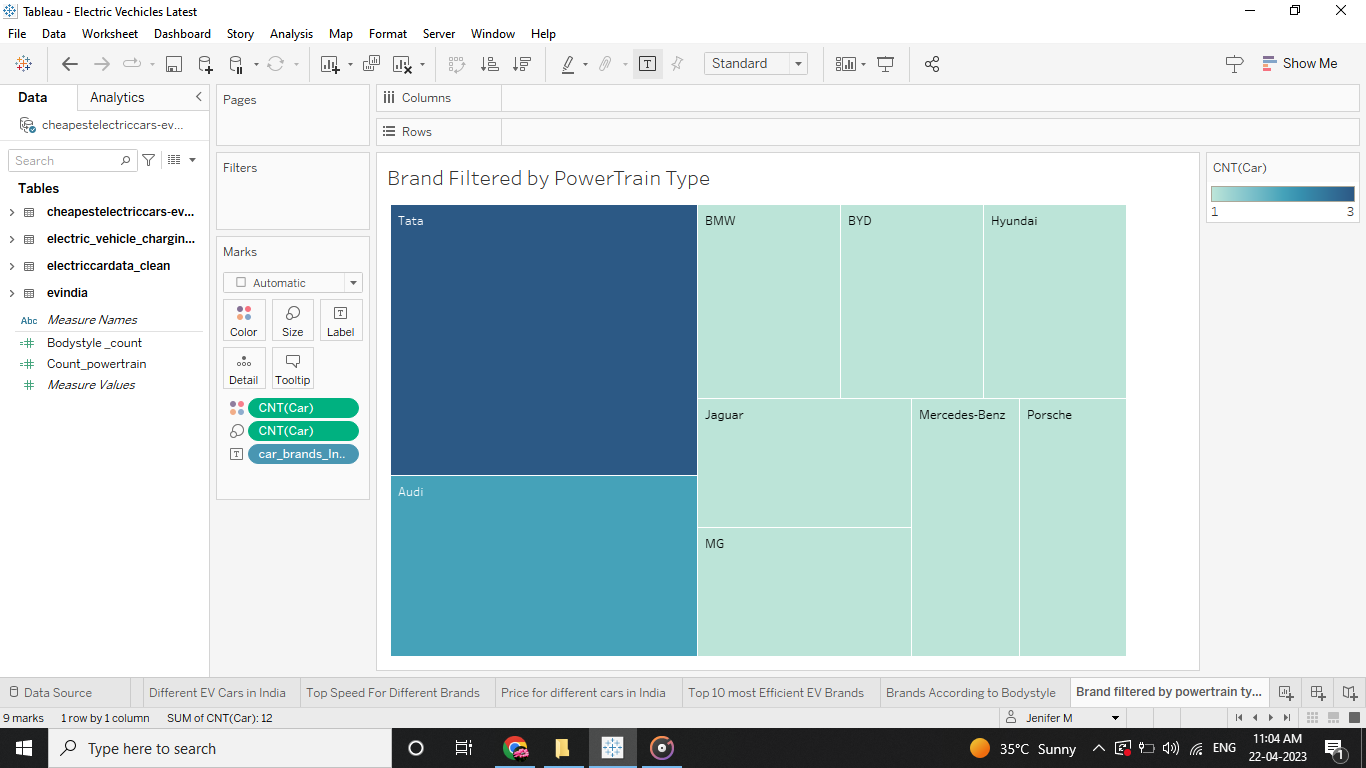 Tableau - Electric Vechicles Latest
File Data Worksheet Dashboard Story Analysis Map Format Server Window Help
Standard
Show Me
Data Analytics
cheapestelectriccars-ev...
Search
Tables
cheapestelectriccars-ev...
electric_vehicle_chargin...
electriccardata_clean
evindia
Abc Measure Names
Bodystyle _count
Count_powertrain
Measure Values
Pages
Filters
Marks
Automatic
Color Size Label
Detail Tooltip
CNT(Car)
CNT(Car)
car_brands_In..
Columns
Rows
Brand Filtered by PowerTrain Type
Tata BMW BYD Hyundai
Jaguar Mercedes-Benz Porsche
Audi
MG
CNT(Car)
1 3
Data Source Different EV Cars in India Top Speed For Different Brands Price for different cars in India Top 10 most Efficient EV Brands Brands According to Bodystyle Brand filtered by powertrain ty...
9 marks 1 row by 1 column SUM of CNT(Car): 12 Jenifer M
Type here to search 35°C Sunny ENG 11:04 AM
22-04-2023 1